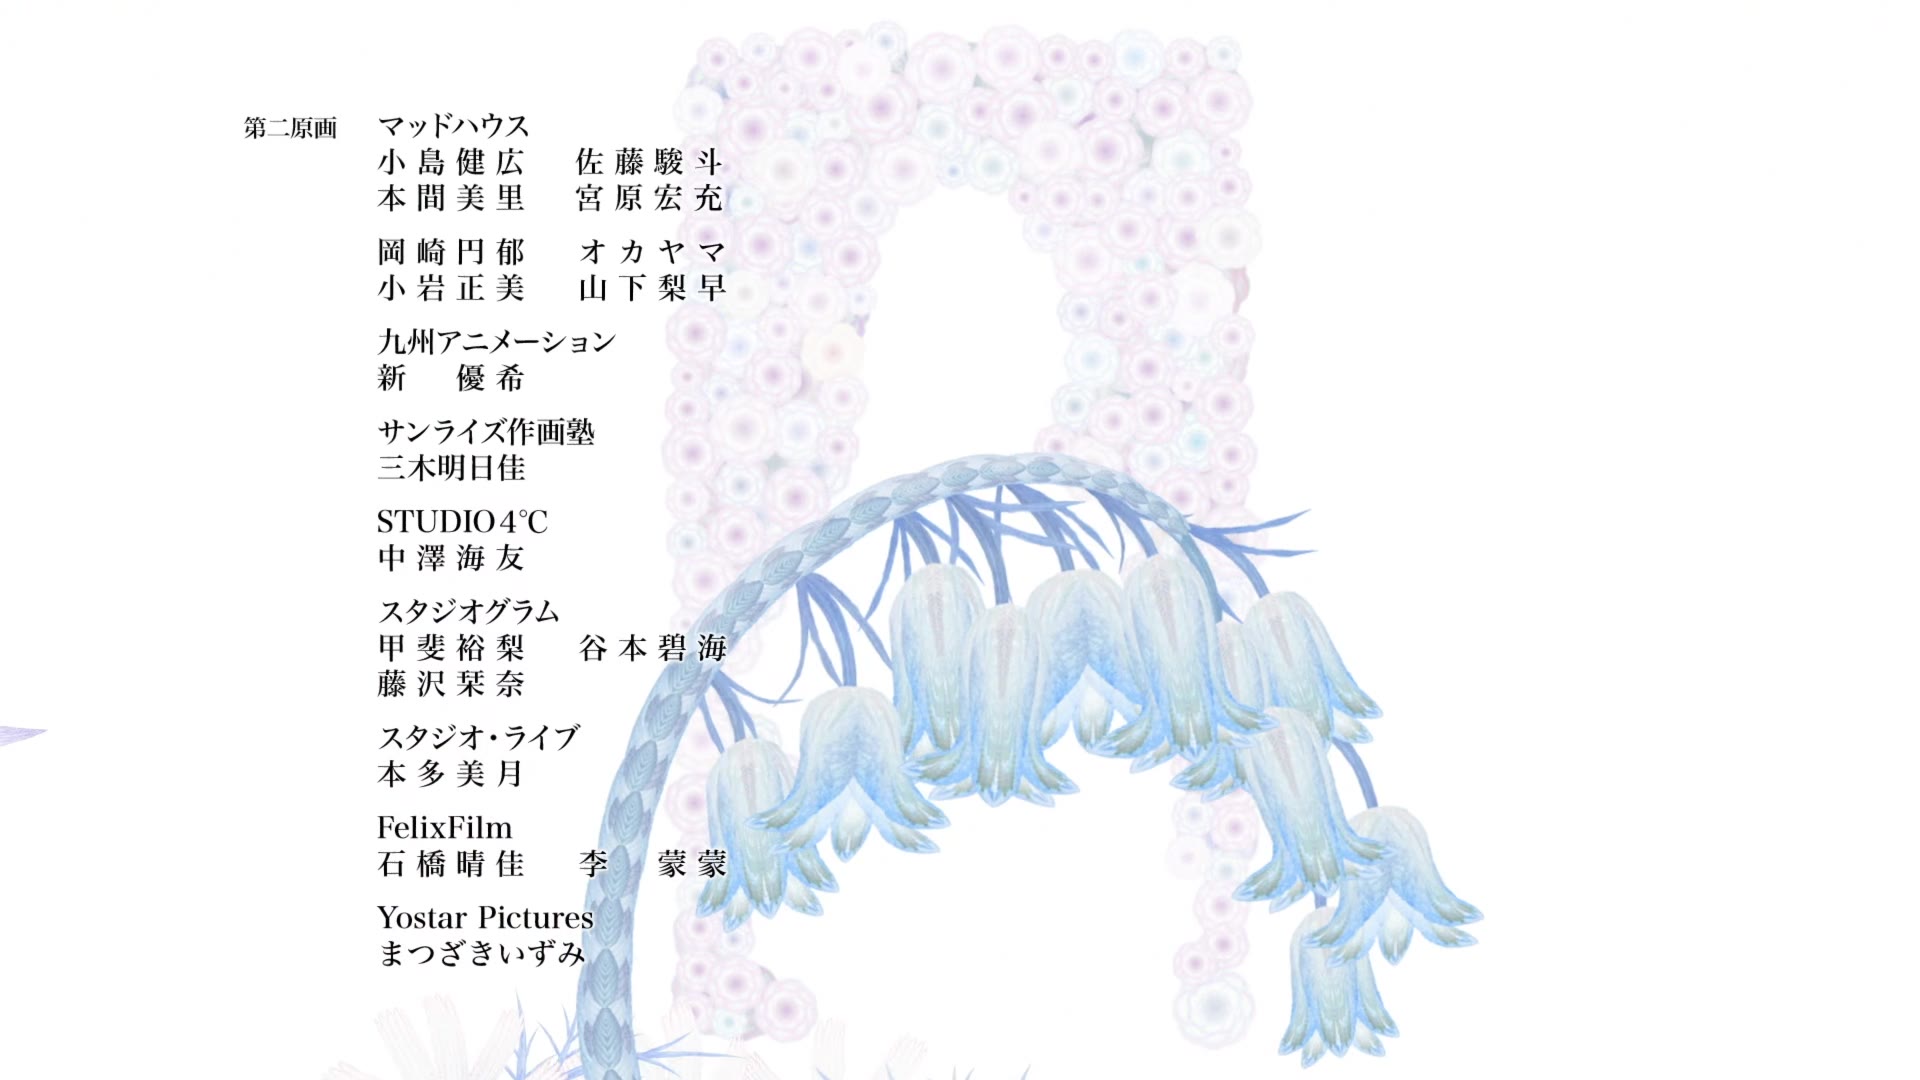 第二原画 マッドハウス
小島健広 佐藤駿斗
本間美里 宮原宏充
岡崎円郁 オカヤマ
小岩正美 山下梨早
九州アニメーション
新 優希
サンライズ作画塾
三木明日佳
STUDIO4℃
中澤海友
スタジオグラム
甲斐裕梨 谷本碧海
藤沢栞奈
スタジオ・ライブ
本多美月
FelixFilm
石橋晴佳 李 蒙蒙
Yostar Pictures
まつざきいずみ